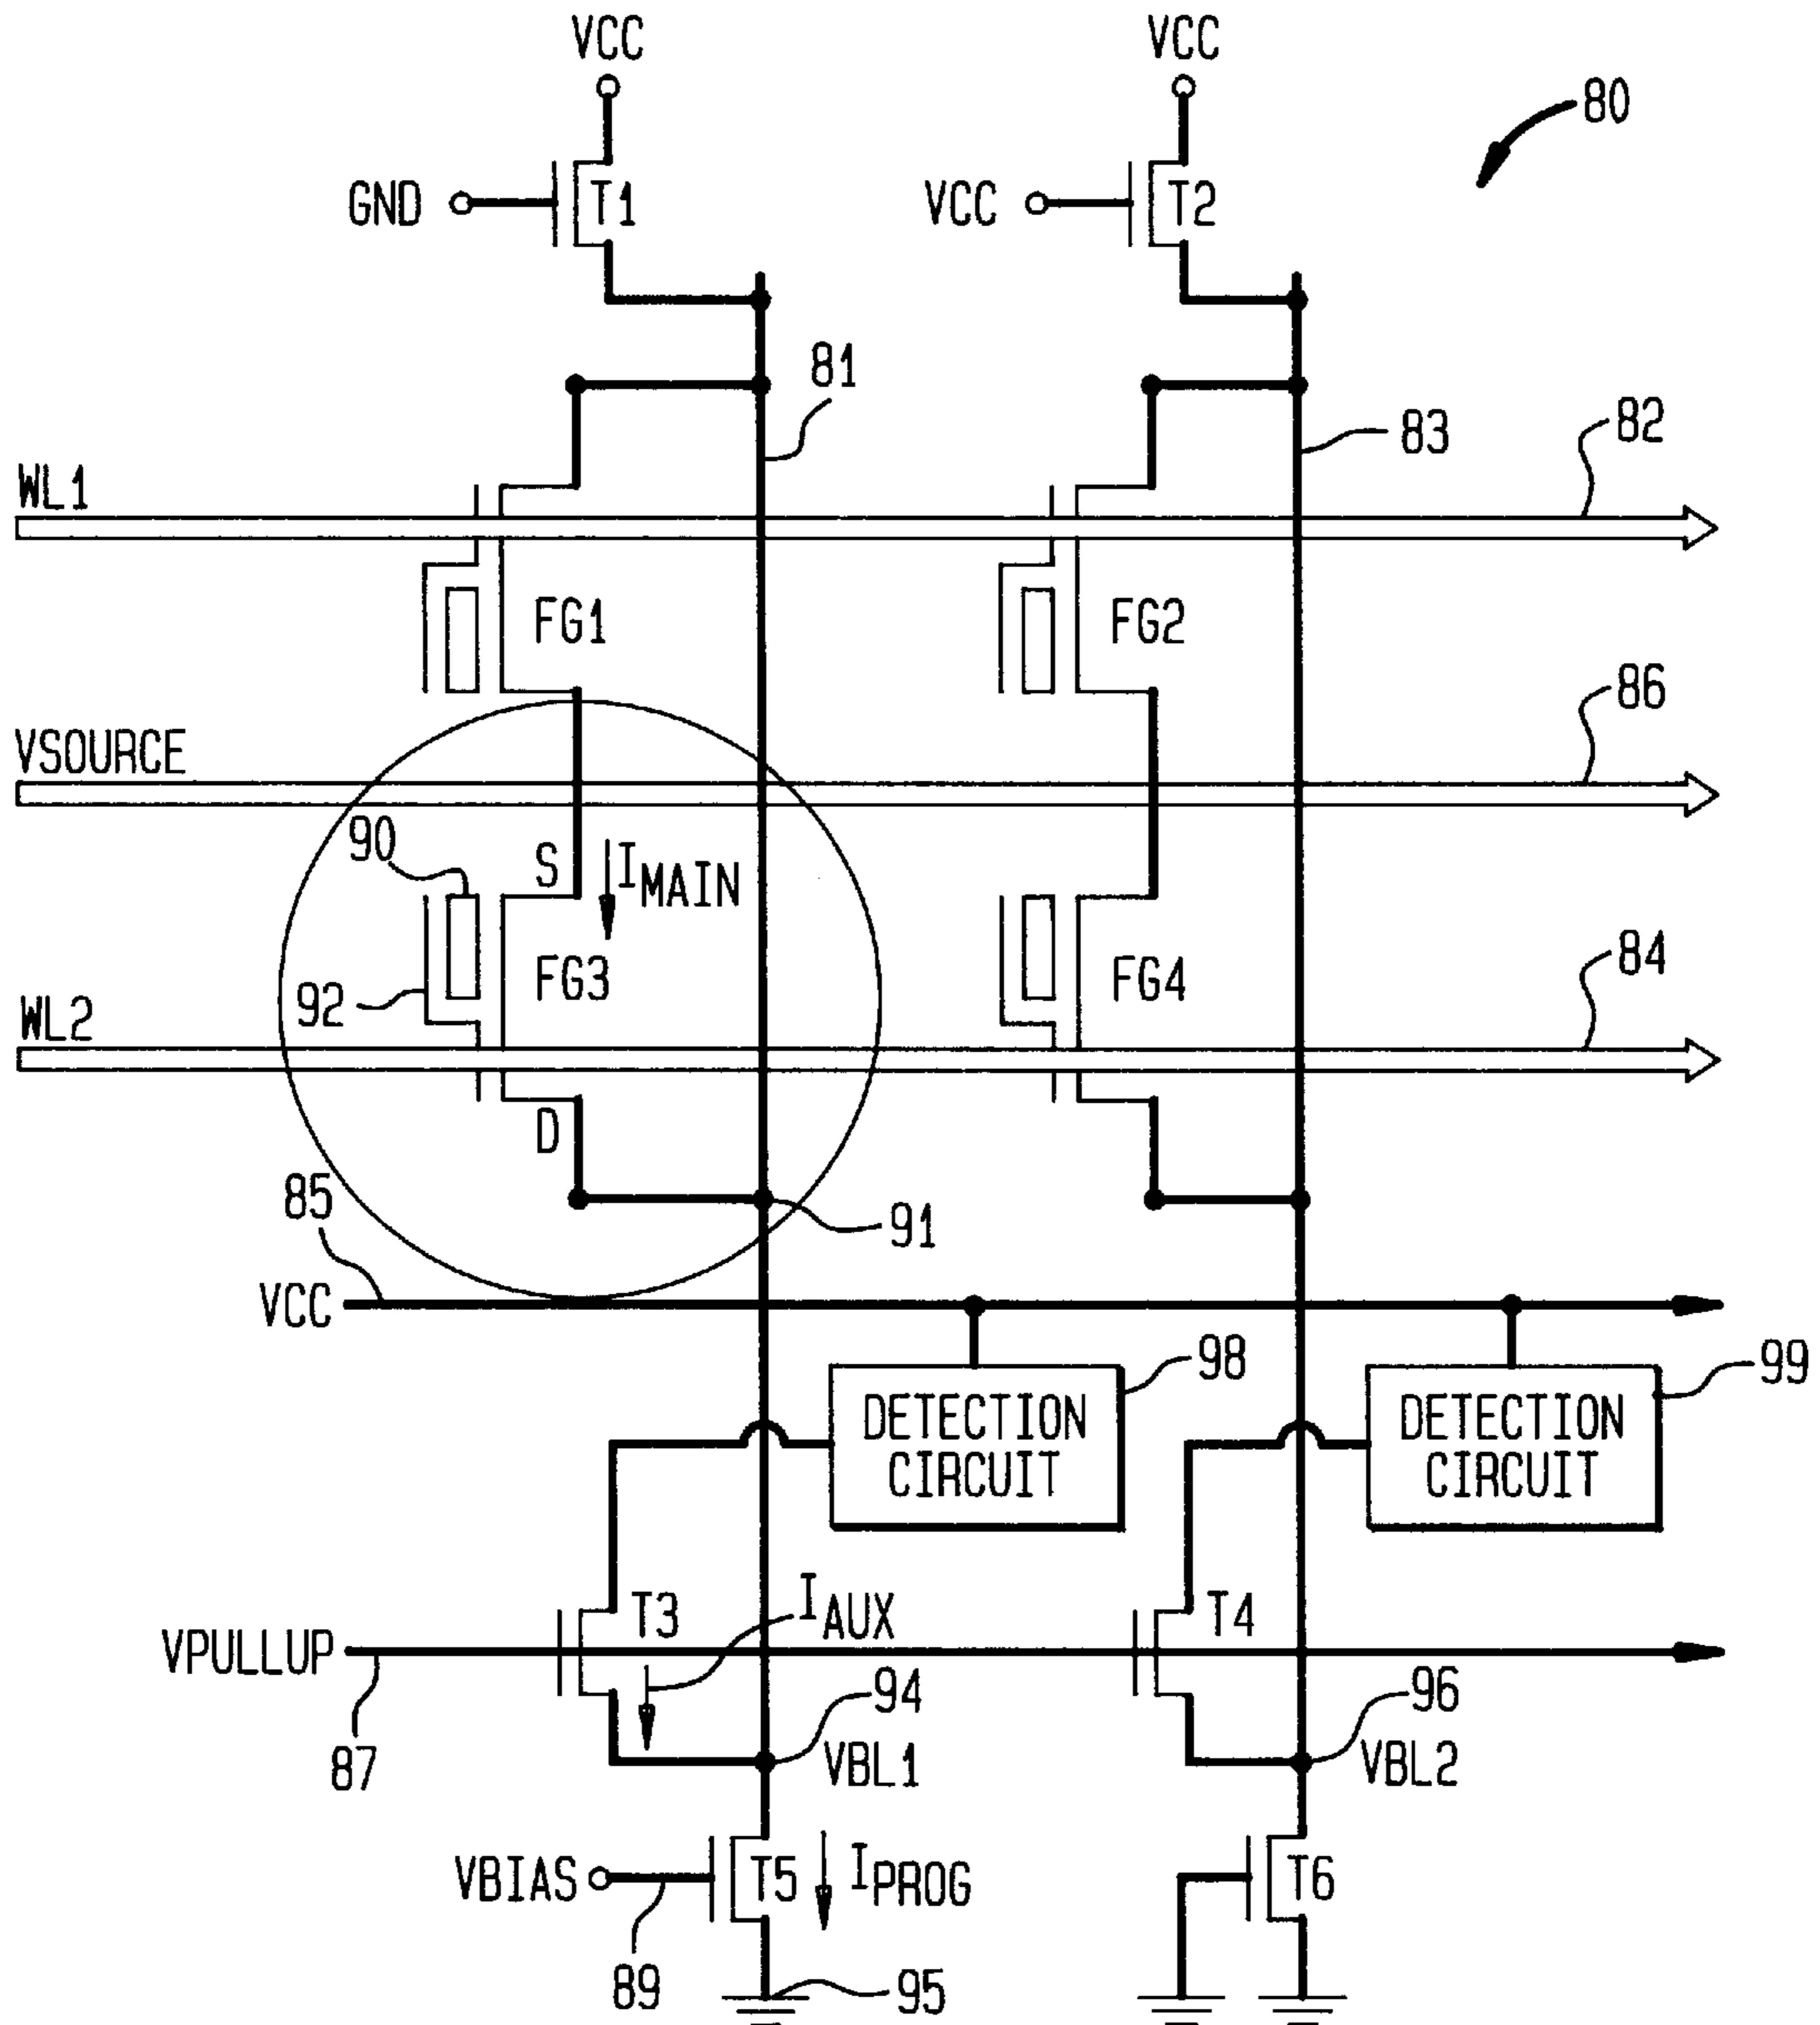 VCC
VCC
80
GND
T1
VCC
T2
81
82
83
WL1
FG1
FG2
86
VSOURCE
90
S
IMAIN
84
FG3
FG4
92
WL2
D
85
91
VCC
98
99
DETECTION
CIRCUIT
DETECTION
CIRCUIT
T3
IAUX
T4
VPULLUP
94
96
87
VBL1
VBL2
VBIAS
T5
IPROG
T6
89
95